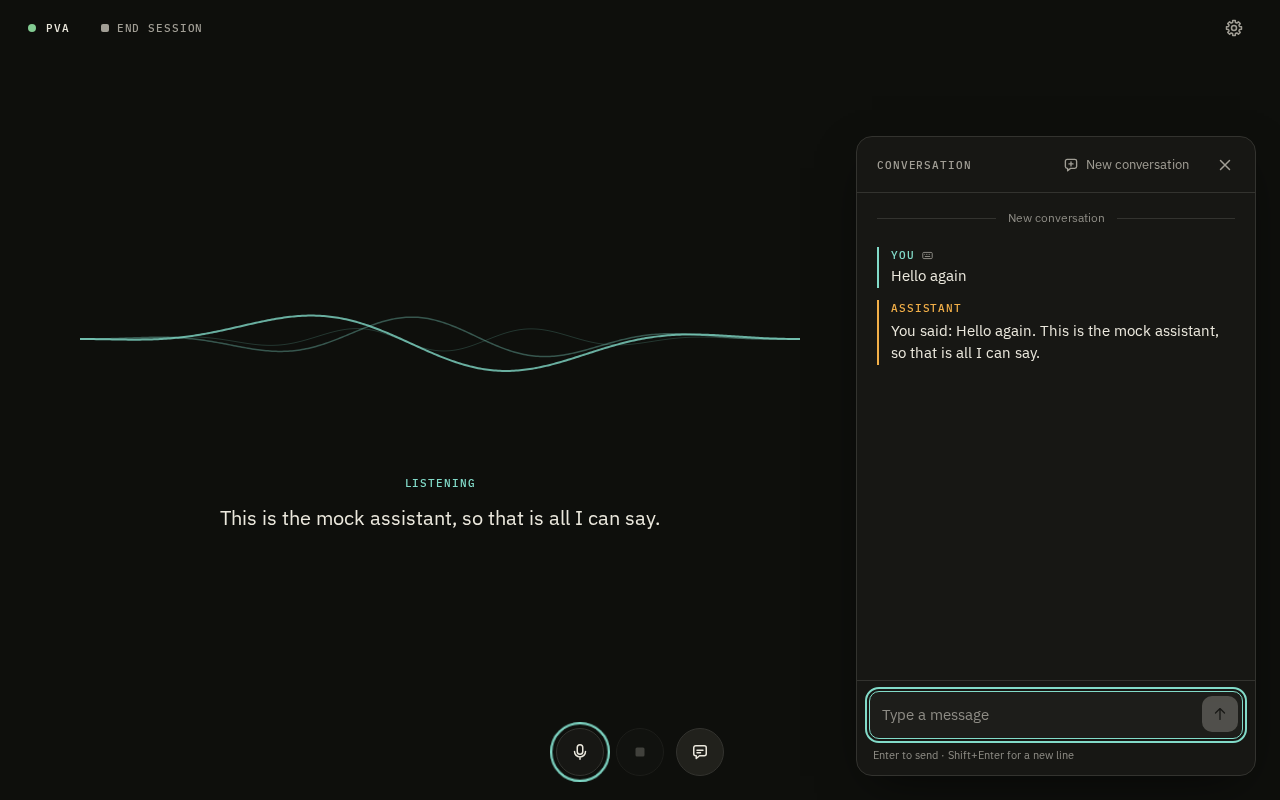 PVA
END SESSION
CONVERSATION
New conversation
New conversation
YOU
Hello again
ASSISTANT
You said: Hello again. This is the mock assistant,
so that is all I can say.
LISTENING
This is the mock assistant, so that is all I can say.
Type a message
Enter to send · Shift+Enter for a new line